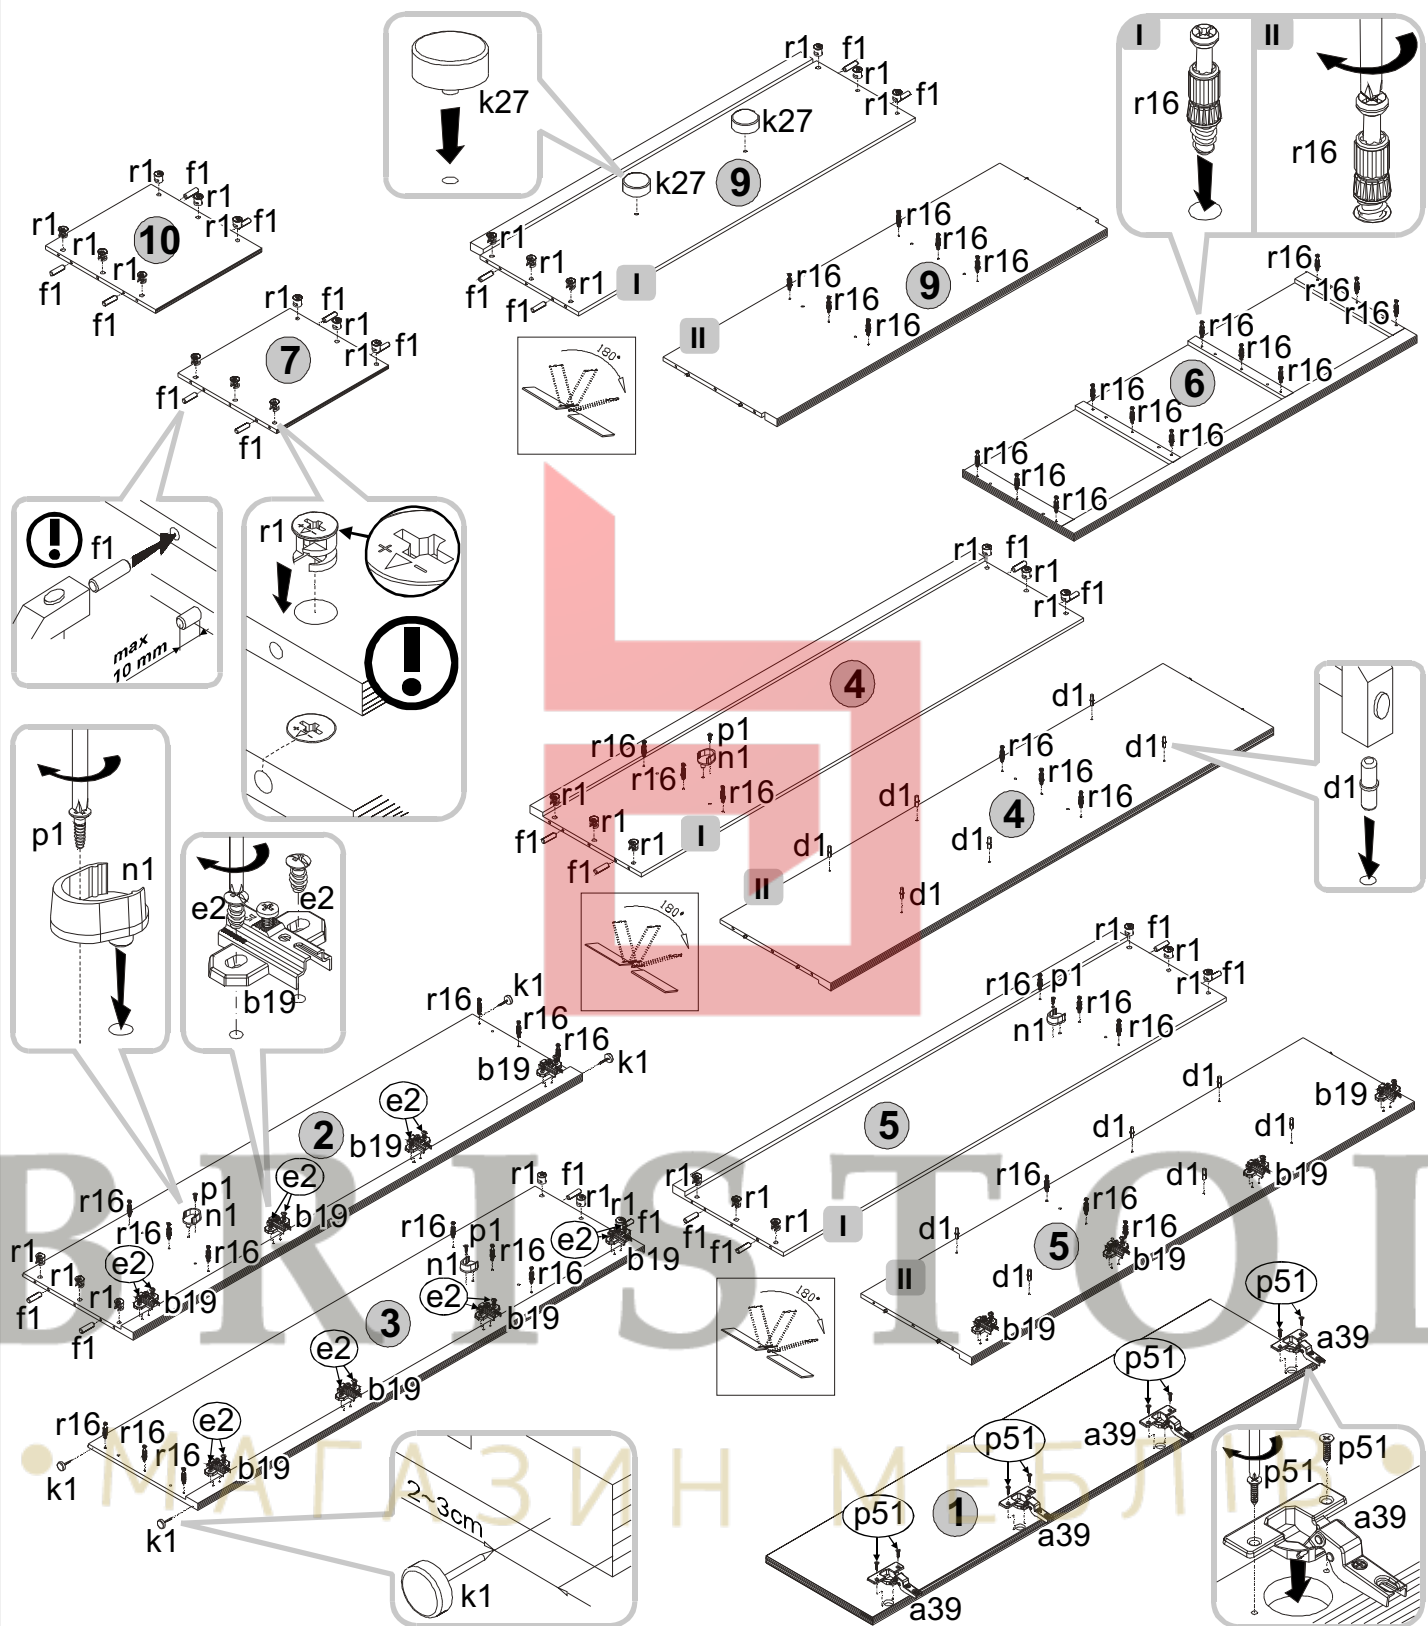 I
II
r16
r16
k27
r1
f1
r1
r1
f1
k27
k27
9
r1
r1
r1
f1
f1
I
r1
f1
r1
r1
f1
10
r1
r1
r1
f1
f1
r1
f1
r1
r1
f1
7
f1
f1
r16
r16
r16
9
r16
r16
r16
II
180°
r16
r16
r16
r16
r16
r16
6
r16
r16
r16
r16
r16
r16
f1
max
10 mm
r1
+
-
r1
f1
r1
r1
f1
4
p1
r16
n1
r16
r16
r1
r1
r1
f1
f1
I
d1
d1
r16
r16
r16
4
d1
d1
d1
d1
II
d1
180°
p1
n1
e2
e2
b19
r16
k1
r16
r16
b19
k1
e2
b19
2
e2
r16
p1
n1
b19
r16
r16
r1
e2
r1
b19
r1
f1
f1
r1
f1
r1
r1
f1
e2
b19
r16
p1
n1
r16
r16
e2
b19
3
e2
b19
r16
r16
r16
e2
b19
k1
k1
2~3cm
k1
r1
f1
r1
r1
f1
r16
p1
r16
n1
r16
5
r1
r1
r1
f1
f1
I
d1
b19
d1
d1
b19
r16
d1
r16
r16
5
b19
d1
d1
II
b19
180°
p51
a39
p51
a39
p51
a39
p51
1
a39
p51
p51
a39
BRISTOL
• МАГАЗИН МЕБЛІВ •